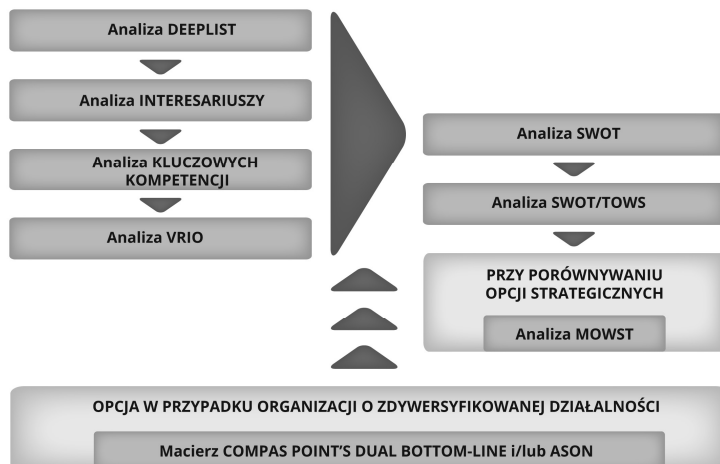 Analiza DEEPLIST
Analiza INTERESARIUSZY
Analiza KLUCZOWYCH
KOMPETENCJI
Analiza VRIO
Analiza SWOT
Analiza SWOT/TOWS
PRZY PORÓWNYWANIU
OPCJI STRATEGICZNYCH
Analiza MOWST
OPCJA W PRZYPADKU ORGANIZACJI O ZDYWERSYFIKOWANEJ DZIAŁALNOŚCI
Macierz COMPAS POINT'S DUAL BOTTOM-LINE i/lub ASON